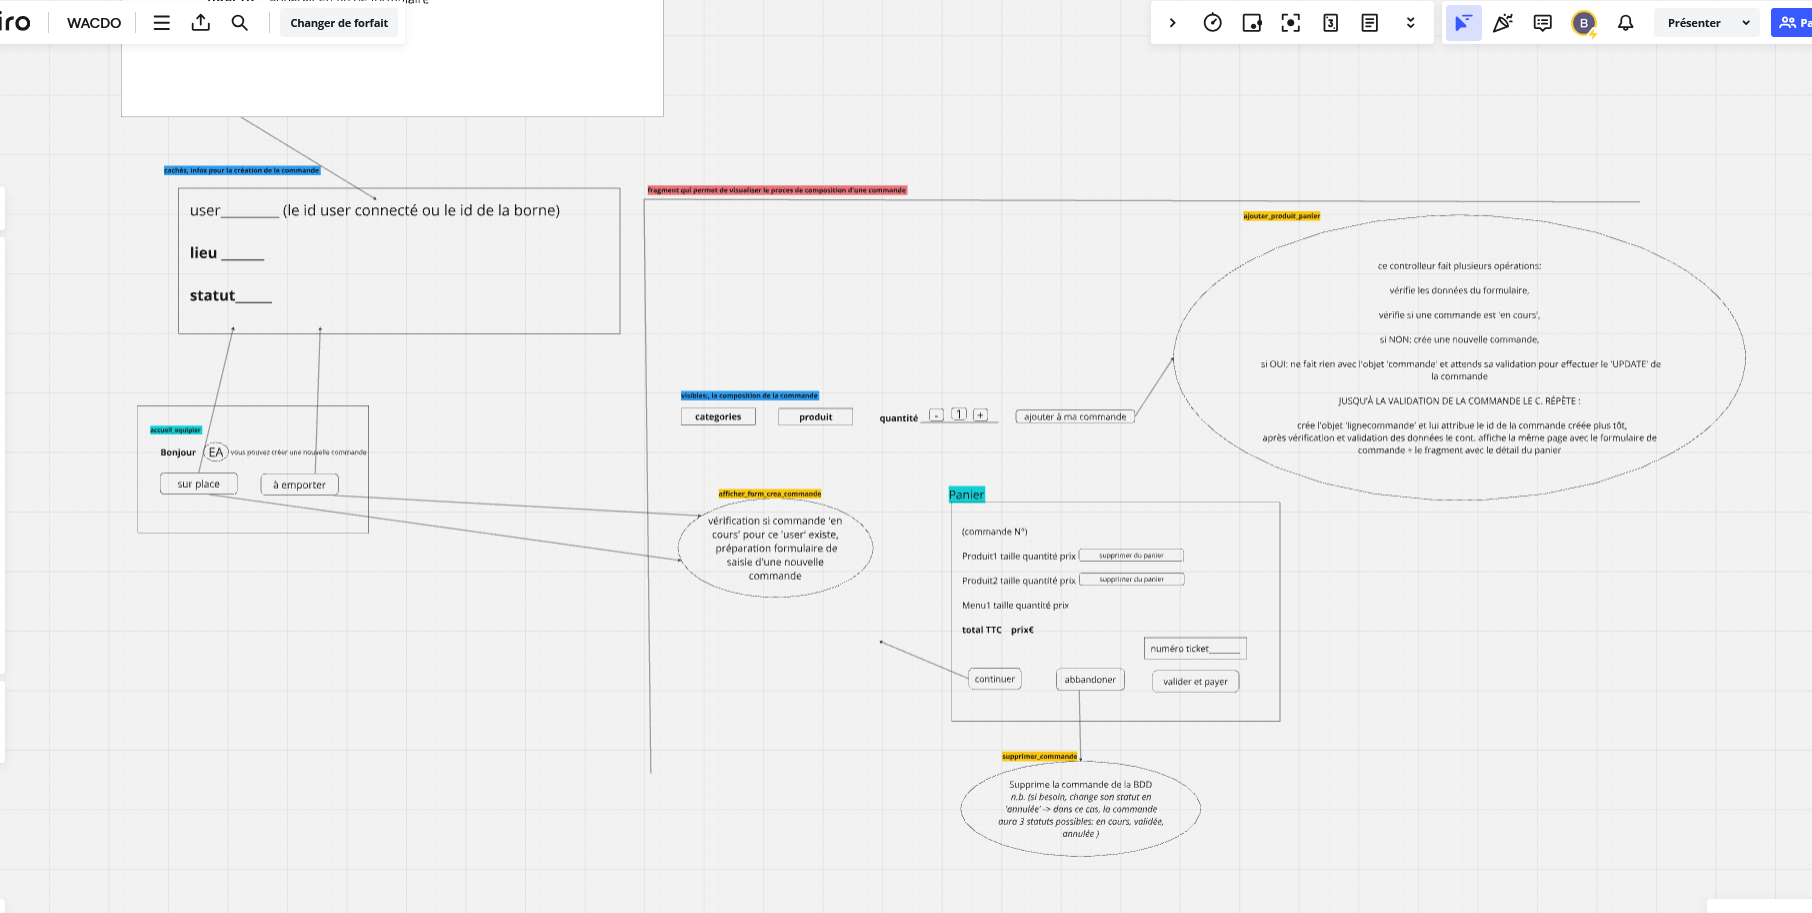 iro
WACDO
Changer de forfait
3
B
Présenter
Pa
cachés, infos pour la création de la commande
user_______ (le id user connecté ou le id de la borne)
lieu _____
statut____
fragment qui permet de visualiser le proces de composition d'une commande
ajouter_produit_panier
ce controlleur fait plusieurs opérations:
vérifie les données du formulaire,
vérifie si une commande est 'en cours',
si NON: crée une nouvelle commande,
si OUI: ne fait rien avec l'objet 'commande' et attends sa validation pour effectuer le 'UPDATE' de
la commande
JUSQU'À LA VALIDATION DE LA COMMANDE LE C. RÉPÈTE :
crée l'objet 'lignecommande' et lui attribue le id de la commande créée plus tôt,
après vérification et validation des données le cont. affiche la même page avec le formulaire de
commande + le fragment avec le détail du panier
visibles:, la composition de la commande
categories
produit
quantité
- 1 +
ajouter à ma commande
accueil_equipier
Bonjour EA vous pouvez créer une nouvelle commande
sur place
à emporter
afficher_form_crea_commande
vérification si commande 'en
cours' pour ce 'user' existe,
préparation formulaire de
saisie d'une nouvelle
commande
Panier
(commande N°)
Produit1 taille quantité prix supprimer du panier
Produit2 taille quantité prix supprimer du panier
Menu1 taille quantité prix
total TTC prix€
numéro ticket______
continuer
abbandoner
valider et payer
supprimer_commande
Supprime la commande de la BDD
n.b. (si besoin, change son statut en
'annulée' -> dans ce cas, la commande
aura 3 statuts possibles: en cours, validée,
annulée )